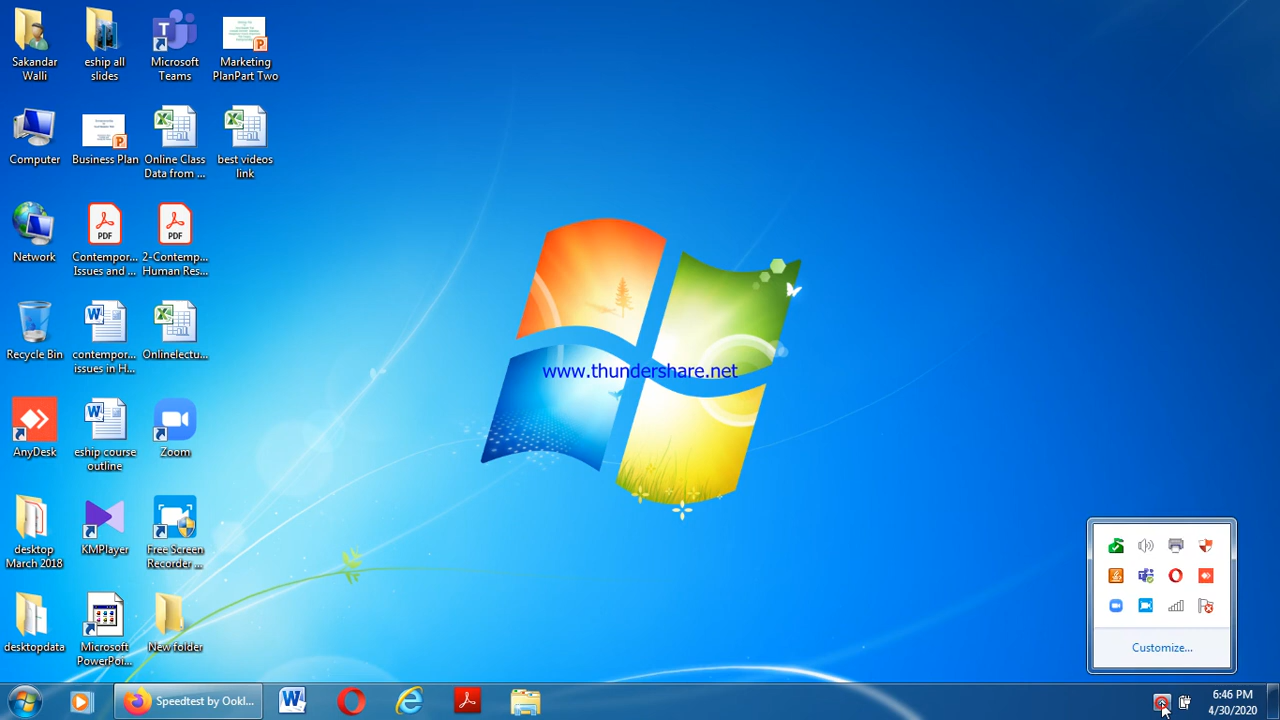 Sakandar
Walli
eship all
slides
Microsoft
Teams
Marketing
PlanPart Two
Computer
Business Plan
Online Class
Data from ...
best videos
link
Network
Contempor...
Issues and ...
2-Contemp...
Human Res...
Recycle Bin
contempor...
issues in H...
Onlinelectu...
www.thundershare.net
AnyDesk
eship course
outline
Zoom
desktop
March 2018
KMPlayer
Free Screen
Recorder ...
desktopdata
Microsoft
PowerPoi...
New folder
Customize...
Speedtest by Ookl...
6:46 PM
4/30/2020